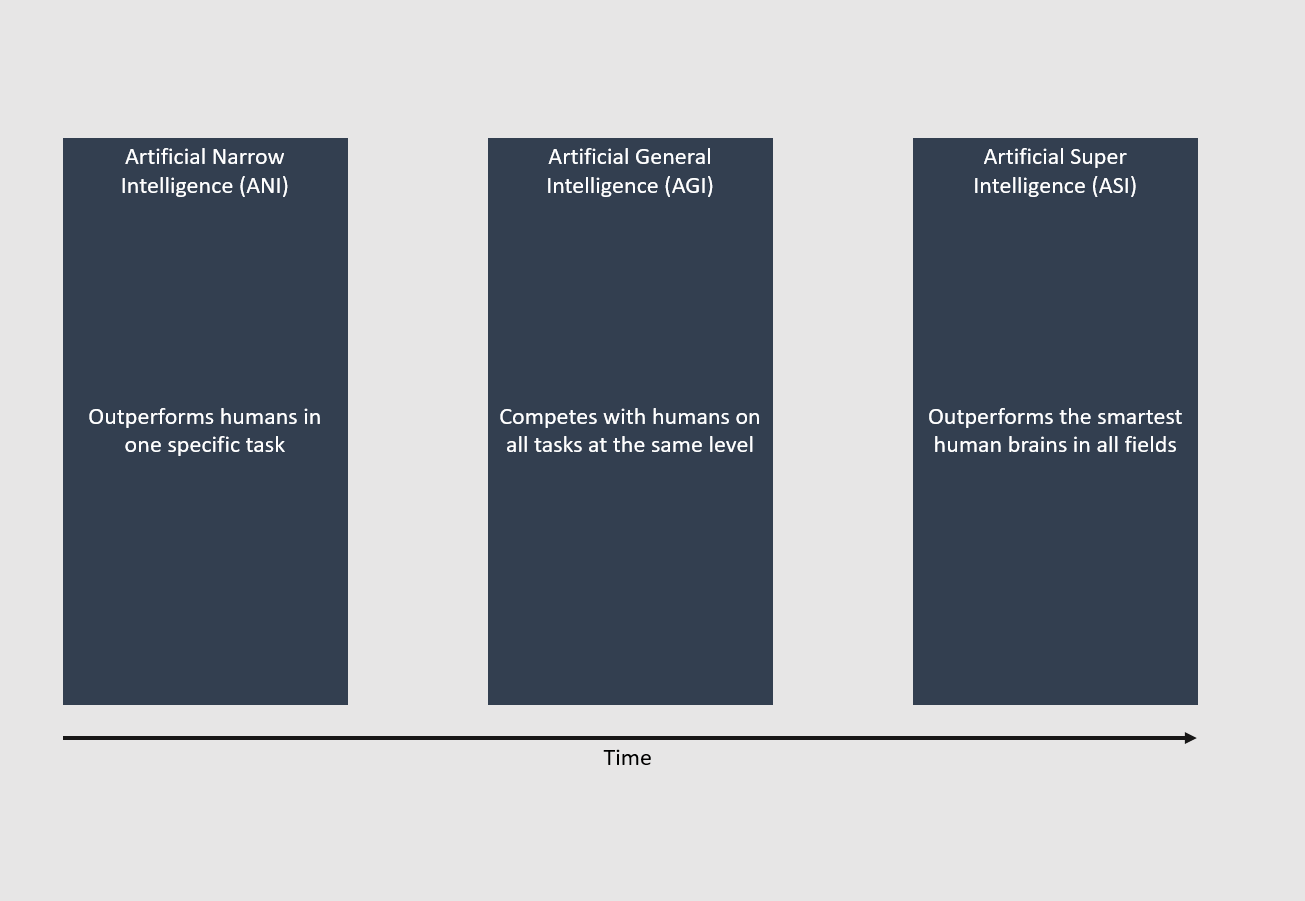 Artificial Narrow
Intelligence (ANI)
Outperforms humans in
one specific task
Artificial General
Intelligence (AGI)
Competes with humans on
all tasks at the same level
Artificial Super
Intelligence (ASI)
Outperforms the smartest
human brains in all fields
Time